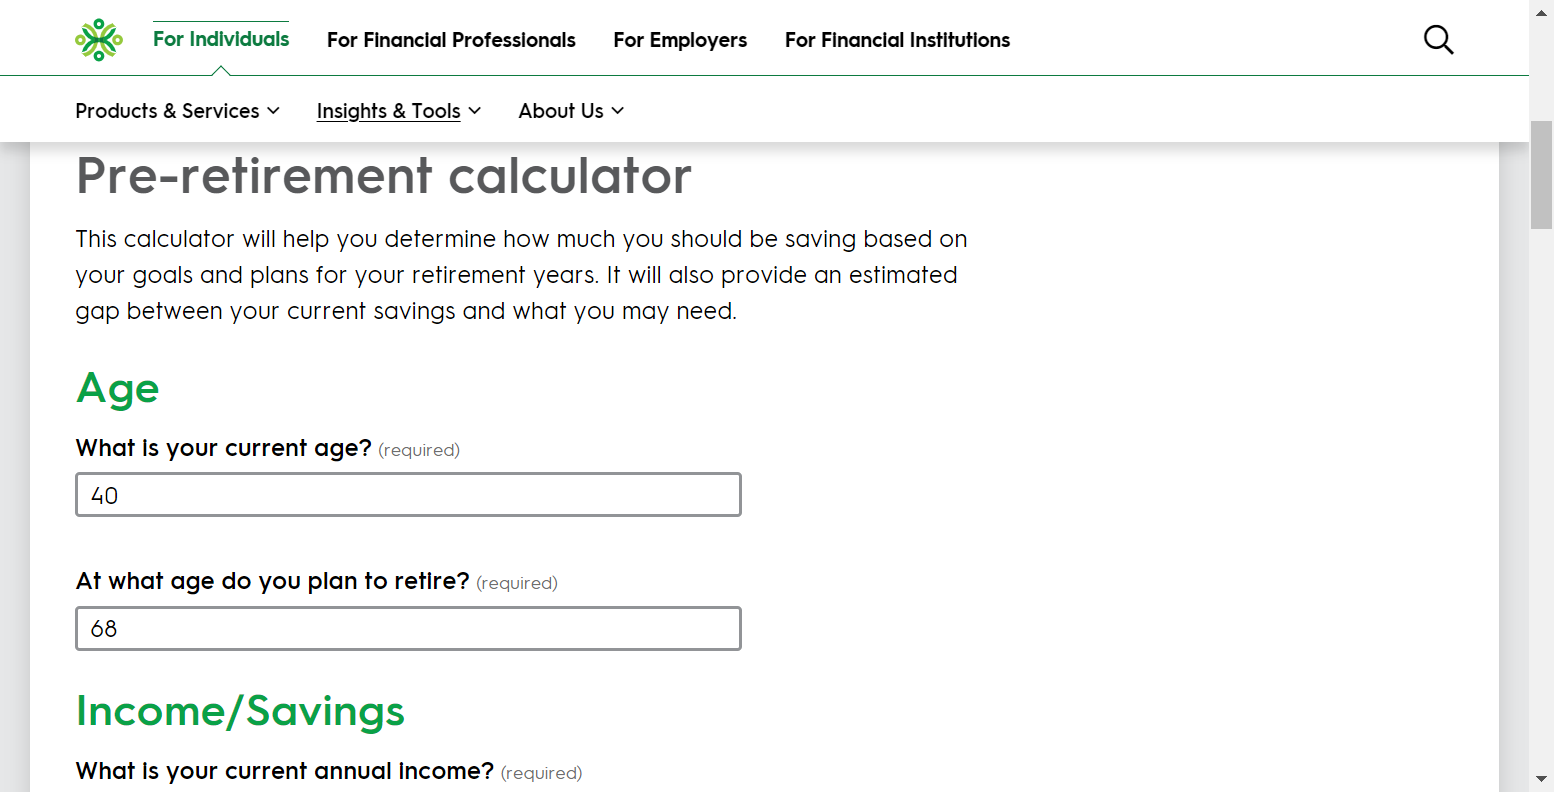 For Individuals
For Financial Professionals
For Employers
For Financial Institutions
Products & Services
Insights & Tools
About Us
Pre-retirement calculator
This calculator will help you determine how much you should be saving based on
your goals and plans for your retirement years. It will also provide an estimated
gap between your current savings and what you may need.
Age
What is your current age? (required)
40
At what age do you plan to retire? (required)
68
Income/Savings
What is your current annual income? (required)